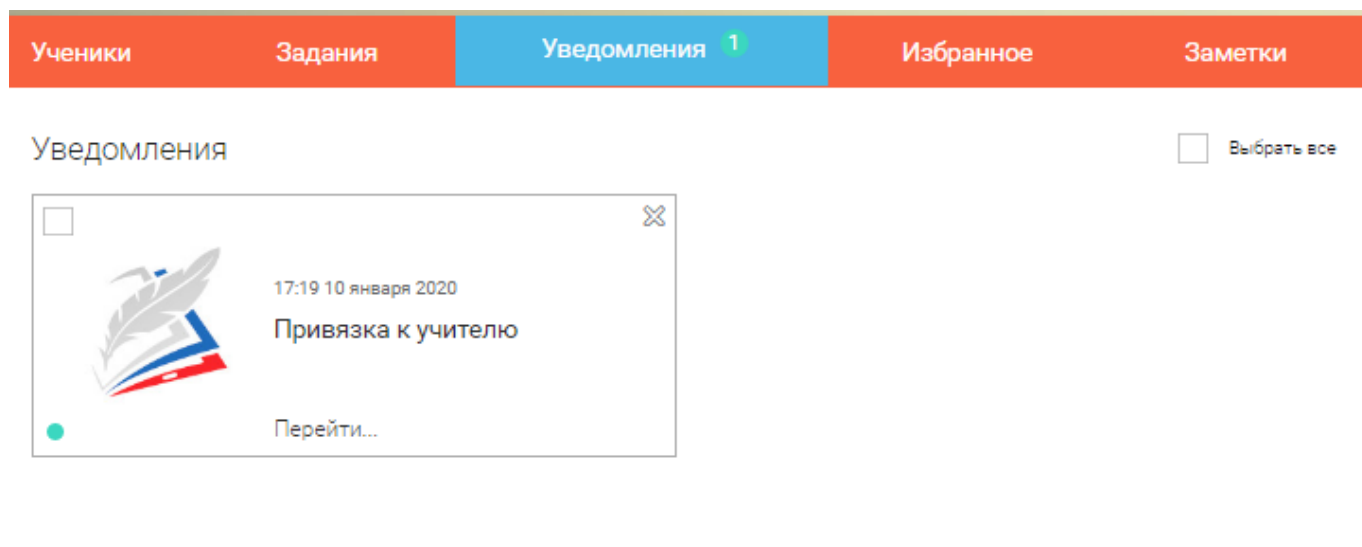 Ученики Задания Уведомления 1 Избранное Заметки
Уведомления Выбрать все
17:19 10 января 2020
Привязка к учителю
Перейти...